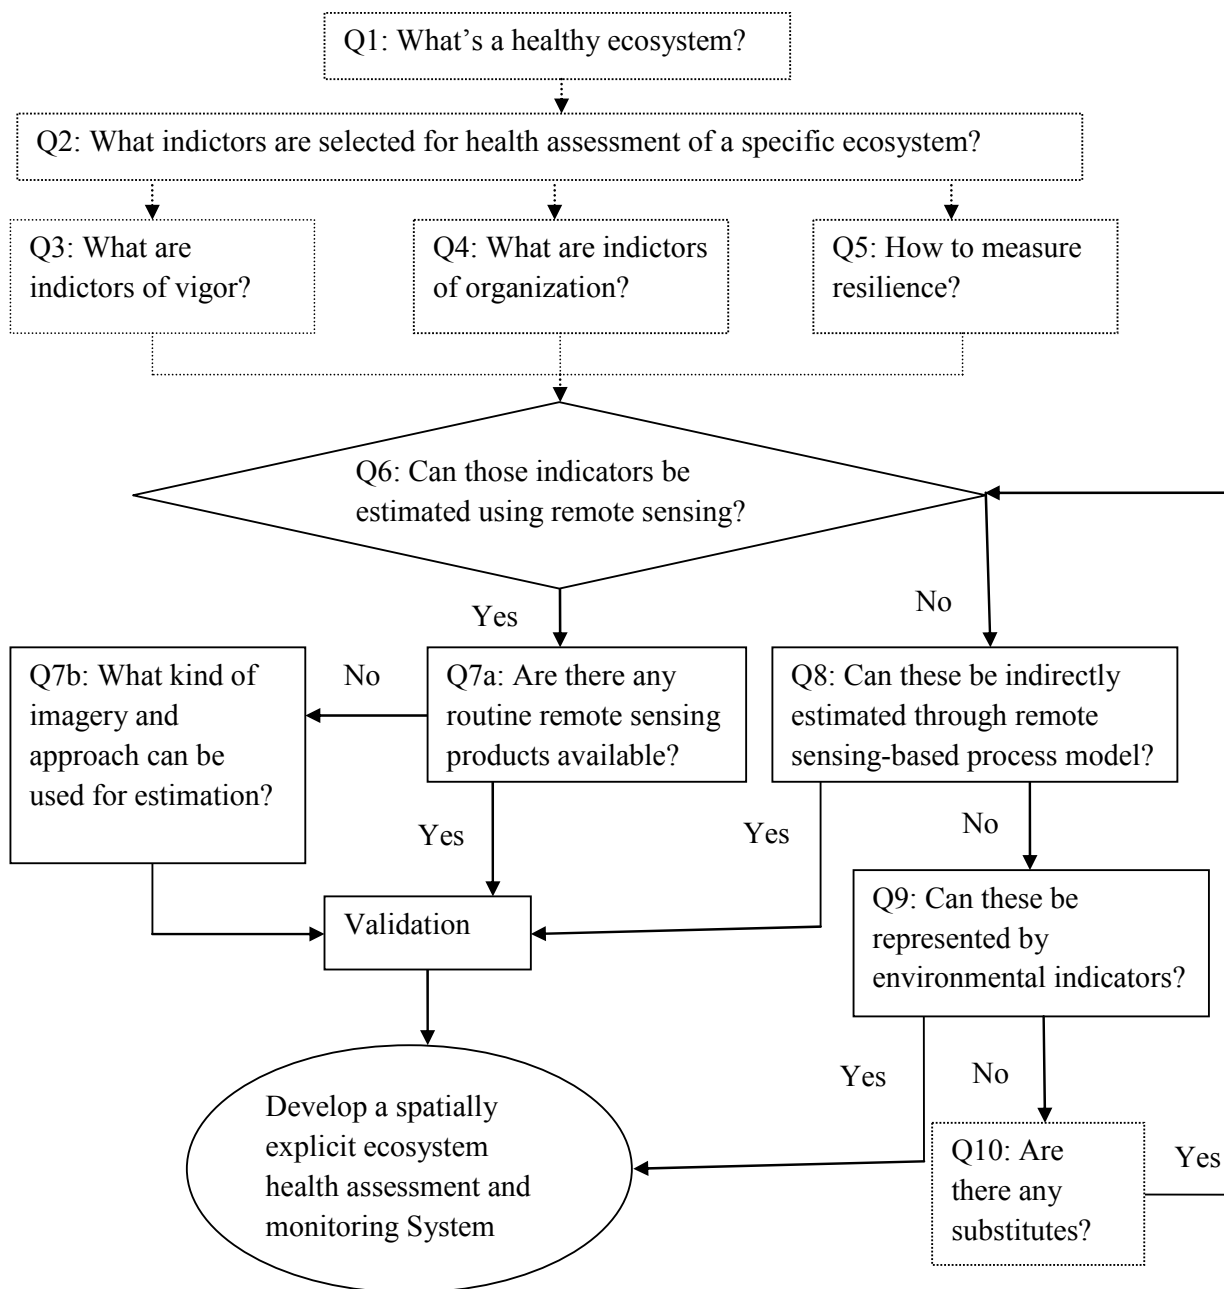 Q1: What’s a healthy ecosystem?
Q2: What indictors are selected for health assessment of a specific ecosystem?
Q3: What are
indictors of vigor?
Q4: What are indictors
of organization?
Q5: How to measure
resilience?
Q6: Can those indicators be
estimated using remote sensing?
Yes
No
Q7b: What kind of
imagery and
approach can be
used for estimation?
No
Q7a: Are there any
routine remote sensing
products available?
Q8: Can these be indirectly
estimated through remote
sensing-based process model?
Yes
Yes
No
Validation
Q9: Can these be
represented by
environmental indicators?
Yes
No
Develop a spatially
explicit ecosystem
health assessment and
monitoring System
Q10: Are
there any
substitutes?
Yes